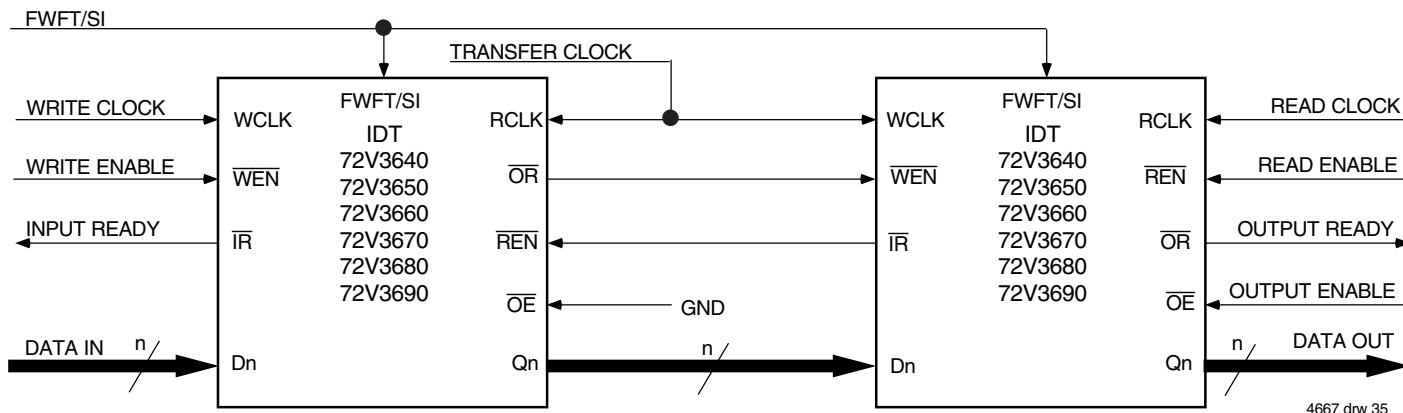 FWFT/SI
TRANSFER CLOCK
WRITE CLOCK
WRITE ENABLE
INPUT READY
DATA IN
n
FWFT/SI
IDT
72V3640
72V3650
72V3660
72V3670
72V3680
72V3690
WCLK
WEN
IR
Dn
RCLK
OR
REN
OE
Qn
GND
n
FWFT/SI
IDT
72V3640
72V3650
72V3660
72V3670
72V3680
72V3690
WCLK
WEN
IR
Dn
RCLK
REN
OR
OE
Qn
READ CLOCK
READ ENABLE
OUTPUT READY
OUTPUT ENABLE
n
DATA OUT
4667 drw 35